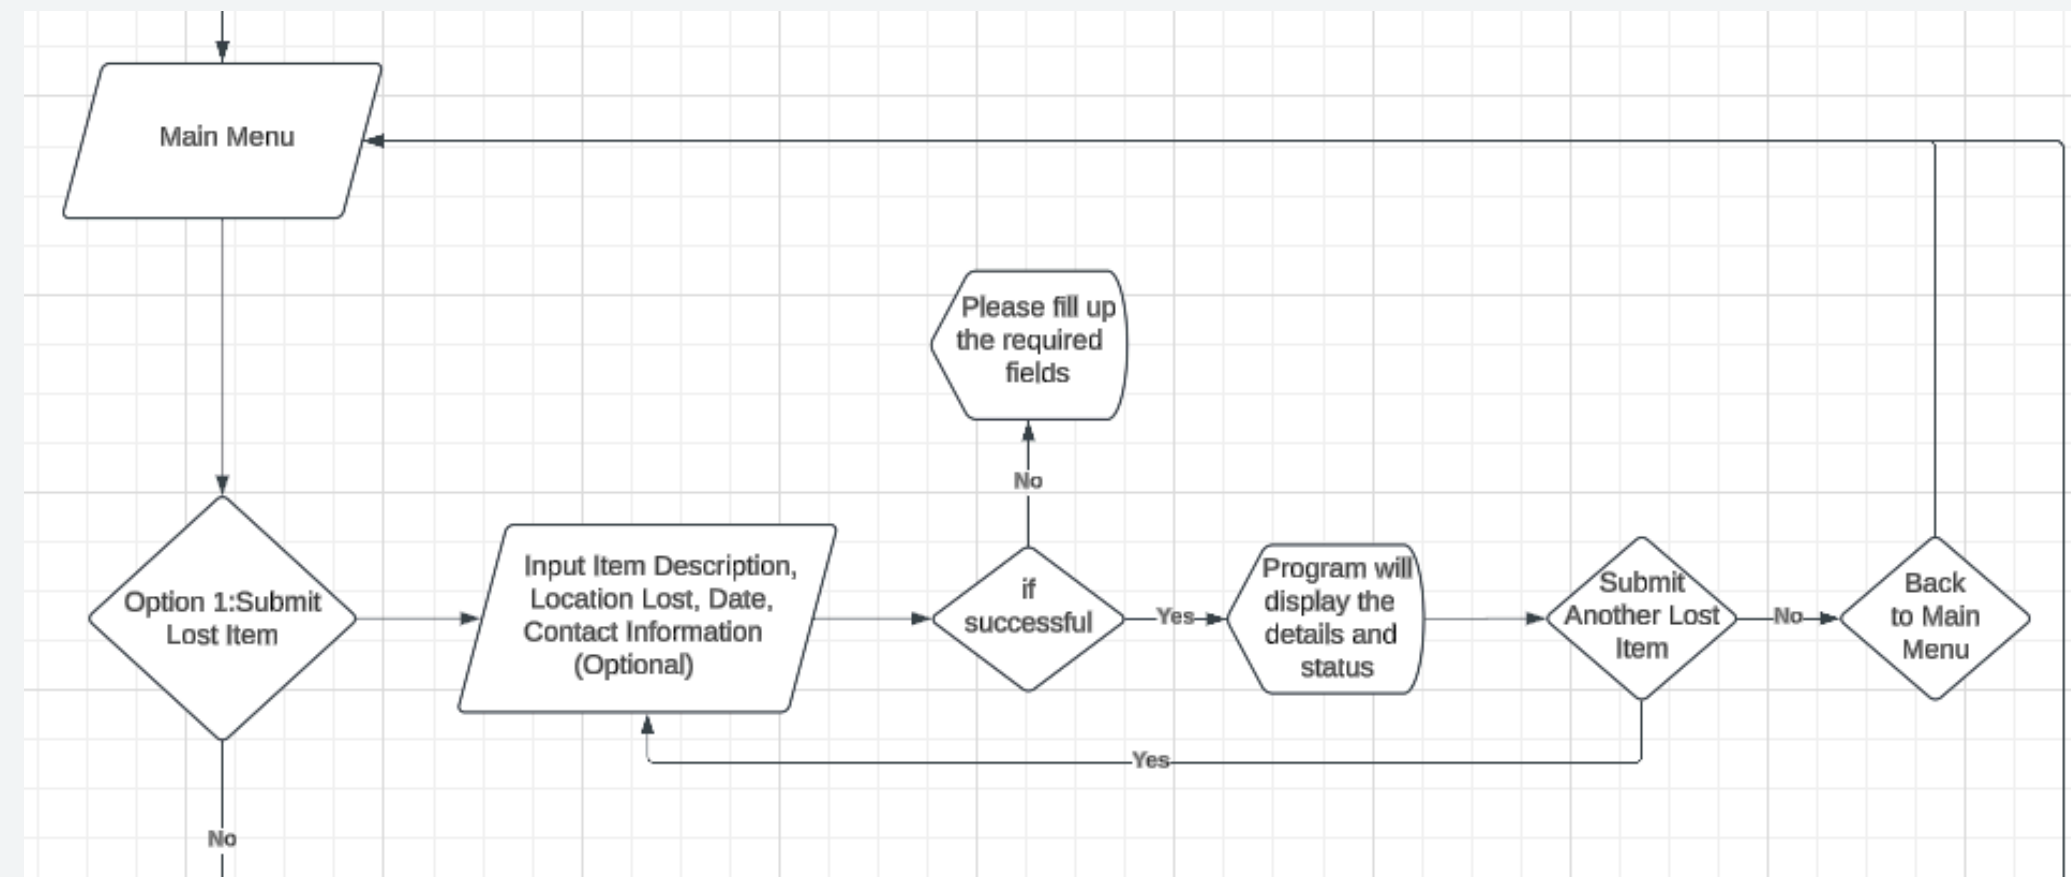 Main Menu
Please fill up
the required
fields
No
Option 1:Submit
Lost Item
Input Item Description,
Location Lost, Date,
Contact Information
(Optional)
if
successful
Yes
Program will
display the
details and
status
Submit
Another Lost
Item
No
Back
to Main
Menu
Yes
No